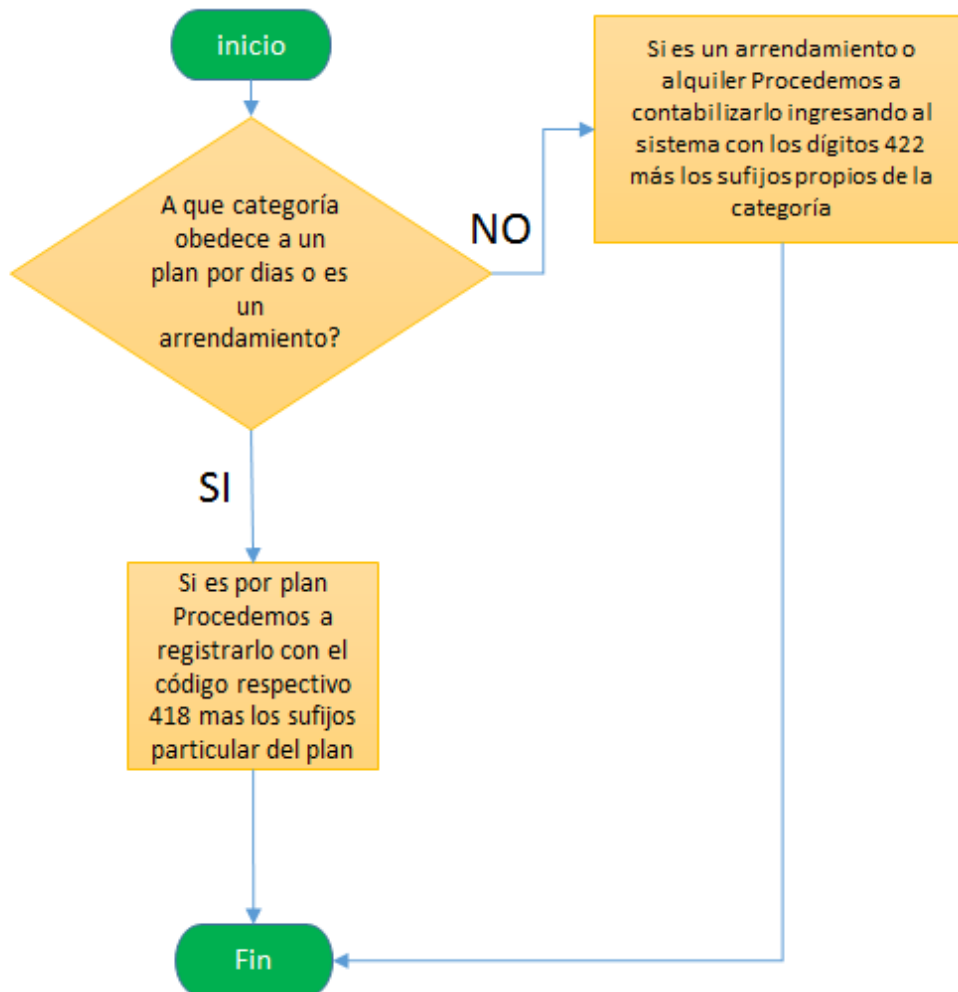 inicio
Si es un arrendamiento o
alquiler Procedemos a
contabilizarlo ingresando al
sistema con los dígitos 422
más los sufijos propios de la
categoría
A que categoría
obedece a un
plan por dias o es
un
arrendamiento?
NO
SI
Si es por plan
Procedemos a
registrarlo con el
código respectivo
418 mas los sufijos
particular del plan
Fin